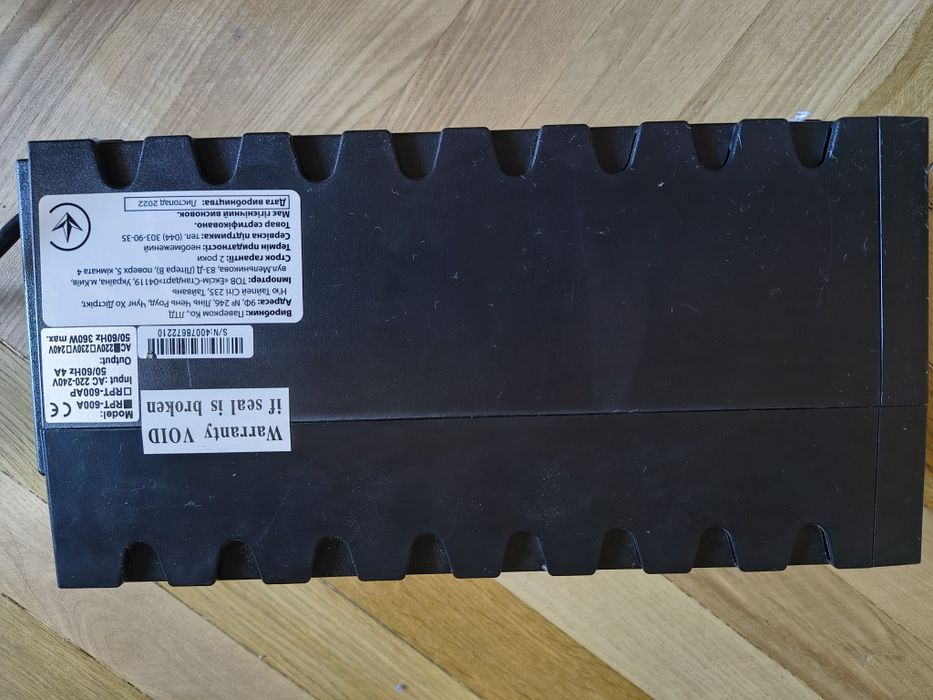 Model:
■RPT-600A CE
□RPT-600AP
Input: AC 220-240V
50/60Hz 4A
Output:
AC■220V□230V□240V
50/60Hz 360W max.
Warranty VOID
if seal is broken
S/N:40078672210
Виробник: Паверком Ко., ЛТД
Адреса: 9Ф, № 246, Лінь Чень Роуд, Чунг Хо Дістрікт,
Н'ю Тайпей Сіті 235, Тайвань
Імпортер: ТОВ «Ексім-Стандарт»04119, Україна, м.Київ,
вул.Мельникова, 83-Д (Літера В) поверх 5, кімната 4
Строк гарантії: 2 роки
Термін придатності: необмежений
Сервісна підтримка: тел. (044) 303-90-35
Товар сертифіковано.
Має гігієнічний висновок.
Дата виробництва: Листопад 2022